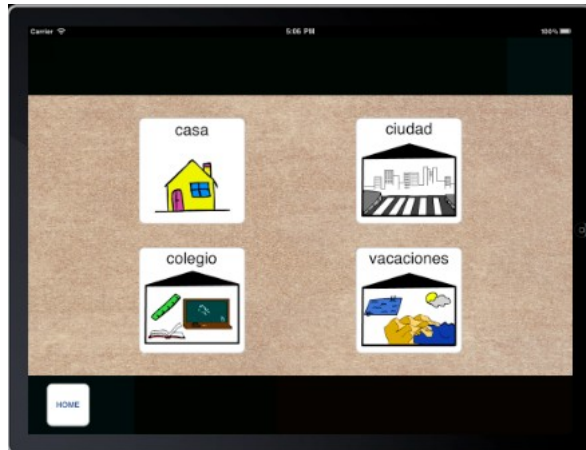 Carrier 5:06 PM 100%
casa
ciudad
colegio
vacaciones
HOME